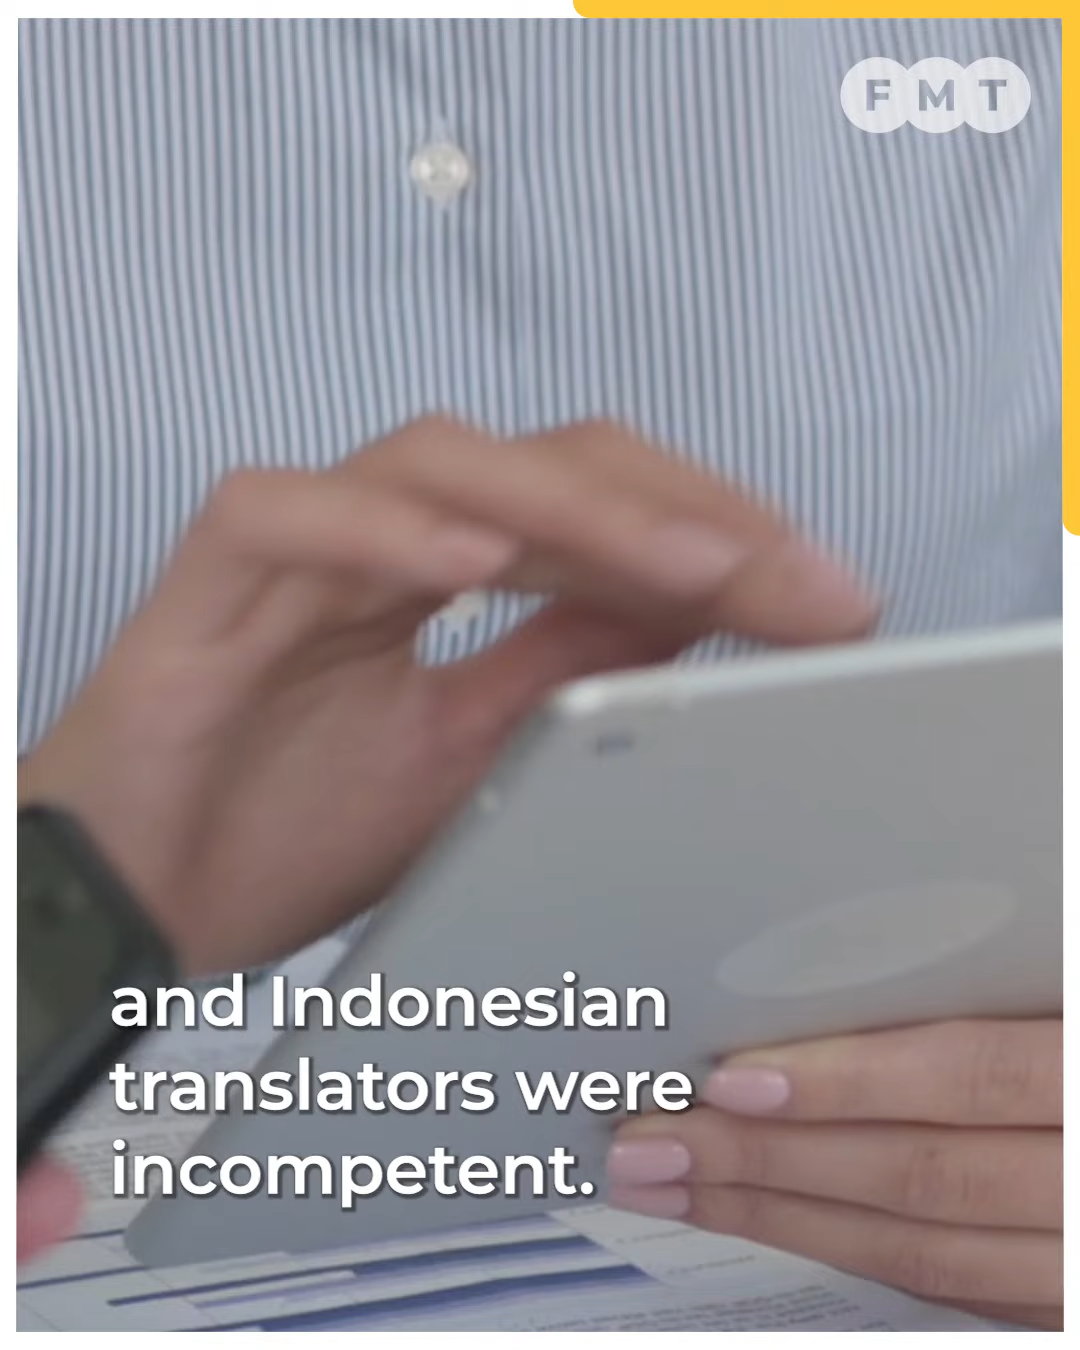 FMT
and Indonesian
translators were
incompetent.